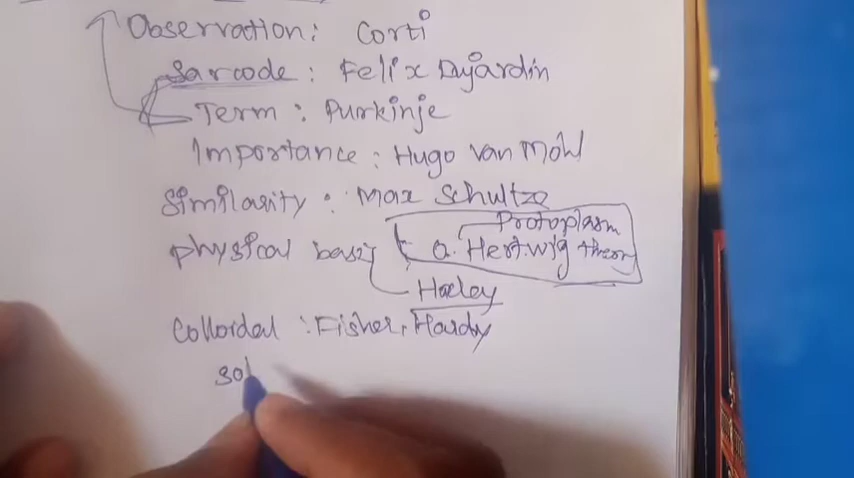 Observation: Corti
Sarcode: Felix Dujardin
Term: Purkinje
Importance: Hugo Van Mohl
Similarity: Max Schultze
Protoplasm
Physical basis
O. Hertwig theory
Huxley
Colloidal: Fisher, Hardy
sol